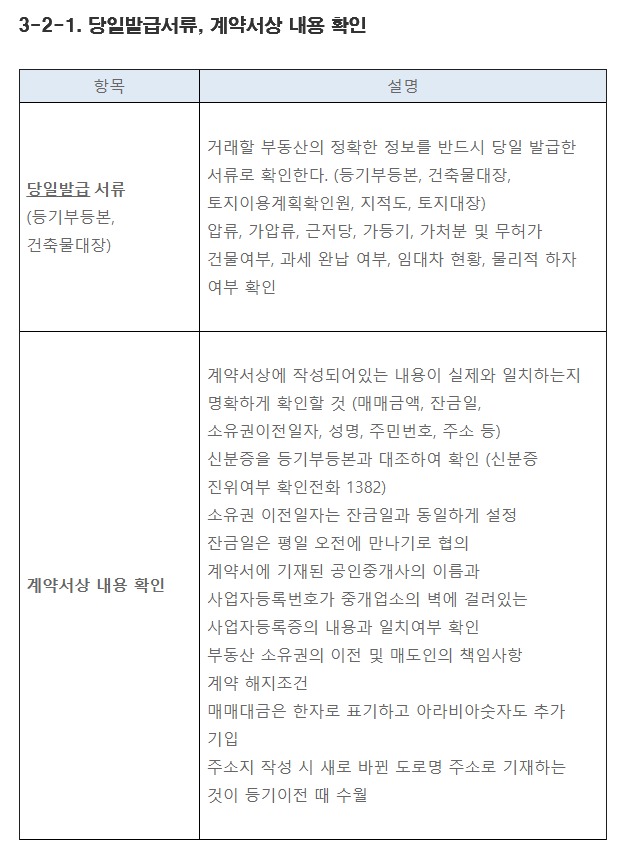 3-2-1. 당일발급서류, 계약서상 내용 확인
항목
설명
당일발급 서류
(등기부등본,
건축물대장)
거래할 부동산의 정확한 정보를 반드시 당일 발급한
서류로 확인한다. (등기부등본, 건축물대장,
토지이용계획확인원, 지적도, 토지대장)
압류, 가압류, 근저당, 가등기, 가처분 및 무허가
건물여부, 과세 완납 여부, 임대차 현황, 물리적 하자
여부 확인
계약서상 내용 확인
계약서상에 작성되어있는 내용이 실제와 일치하는지
명확하게 확인할 것 (매매금액, 잔금일,
소유권이전일자, 성명, 주민번호, 주소 등)
신분증을 등기부등본과 대조하여 확인 (신분증
진위여부 확인전화 1382)
소유권 이전일자는 잔금일과 동일하게 설정
잔금일은 평일 오전에 만나기로 협의
계약서에 기재된 공인중개사의 이름과
사업자등록번호가 중개업소의 벽에 걸려있는
사업자등록증의 내용과 일치여부 확인
부동산 소유권의 이전 및 매도인의 책임사항
계약 해지조건
매매대금은 한자로 표기하고 아라비아숫자도 추가
기입
주소지 작성 시 새로 바뀐 도로명 주소로 기재하는
것이 등기이전 때 수월